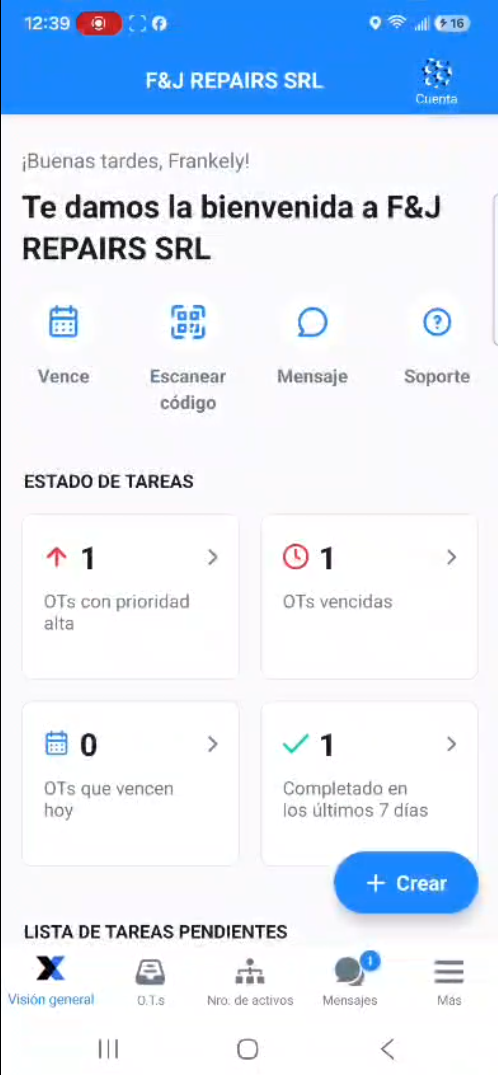 12:39
16
F&J REPAIRS SRL
Cuenta
¡Buenas tardes, Frankely!
Te damos la bienvenida a F&J
REPAIRS SRL
Vence
Escanear
código
Mensaje
Soporte
ESTADO DE TAREAS
1
OTs con prioridad
alta
1
OTs vencidas
0
OTs que vencen
hoy
1
Completado en
los últimos 7 días
+ Crear
LISTA DE TAREAS PENDIENTES
1
Visión general
O.T.s
Nro. de activos
Mensajes
Más